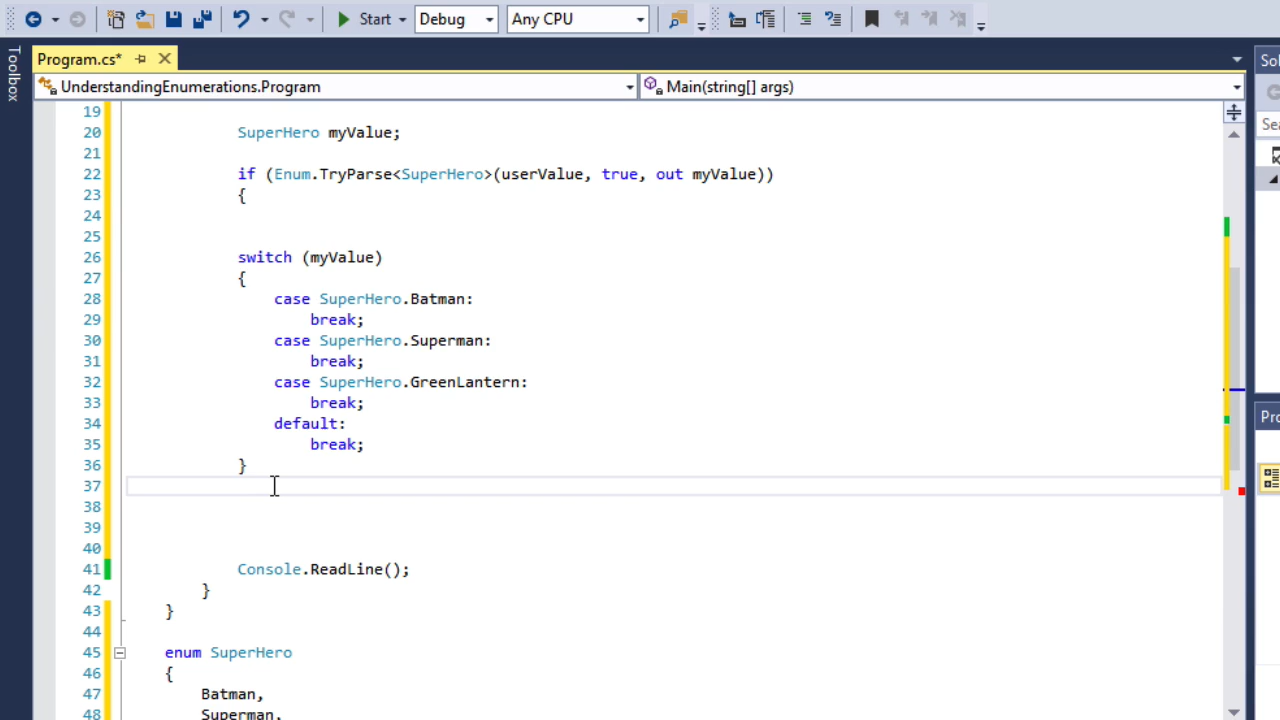 Start Debug Any CPU
Toolbox
Program.cs*
UnderstandingEnumerations.Program Main(string[] args)
19
20 SuperHero myValue;
21
22 if (Enum.TryParse<SuperHero>(userValue, true, out myValue))
23 {
24
25
26 switch (myValue)
27 {
28 case SuperHero.Batman:
29 break;
30 case SuperHero.Superman:
31 break;
32 case SuperHero.GreenLantern:
33 break;
34 default:
35 break;
36 }
37
38
39
40
41 Console.ReadLine();
42 }
43 }
44
45 enum SuperHero
46 {
47 Batman,
48 Superman,
Sol
Sea
Pro